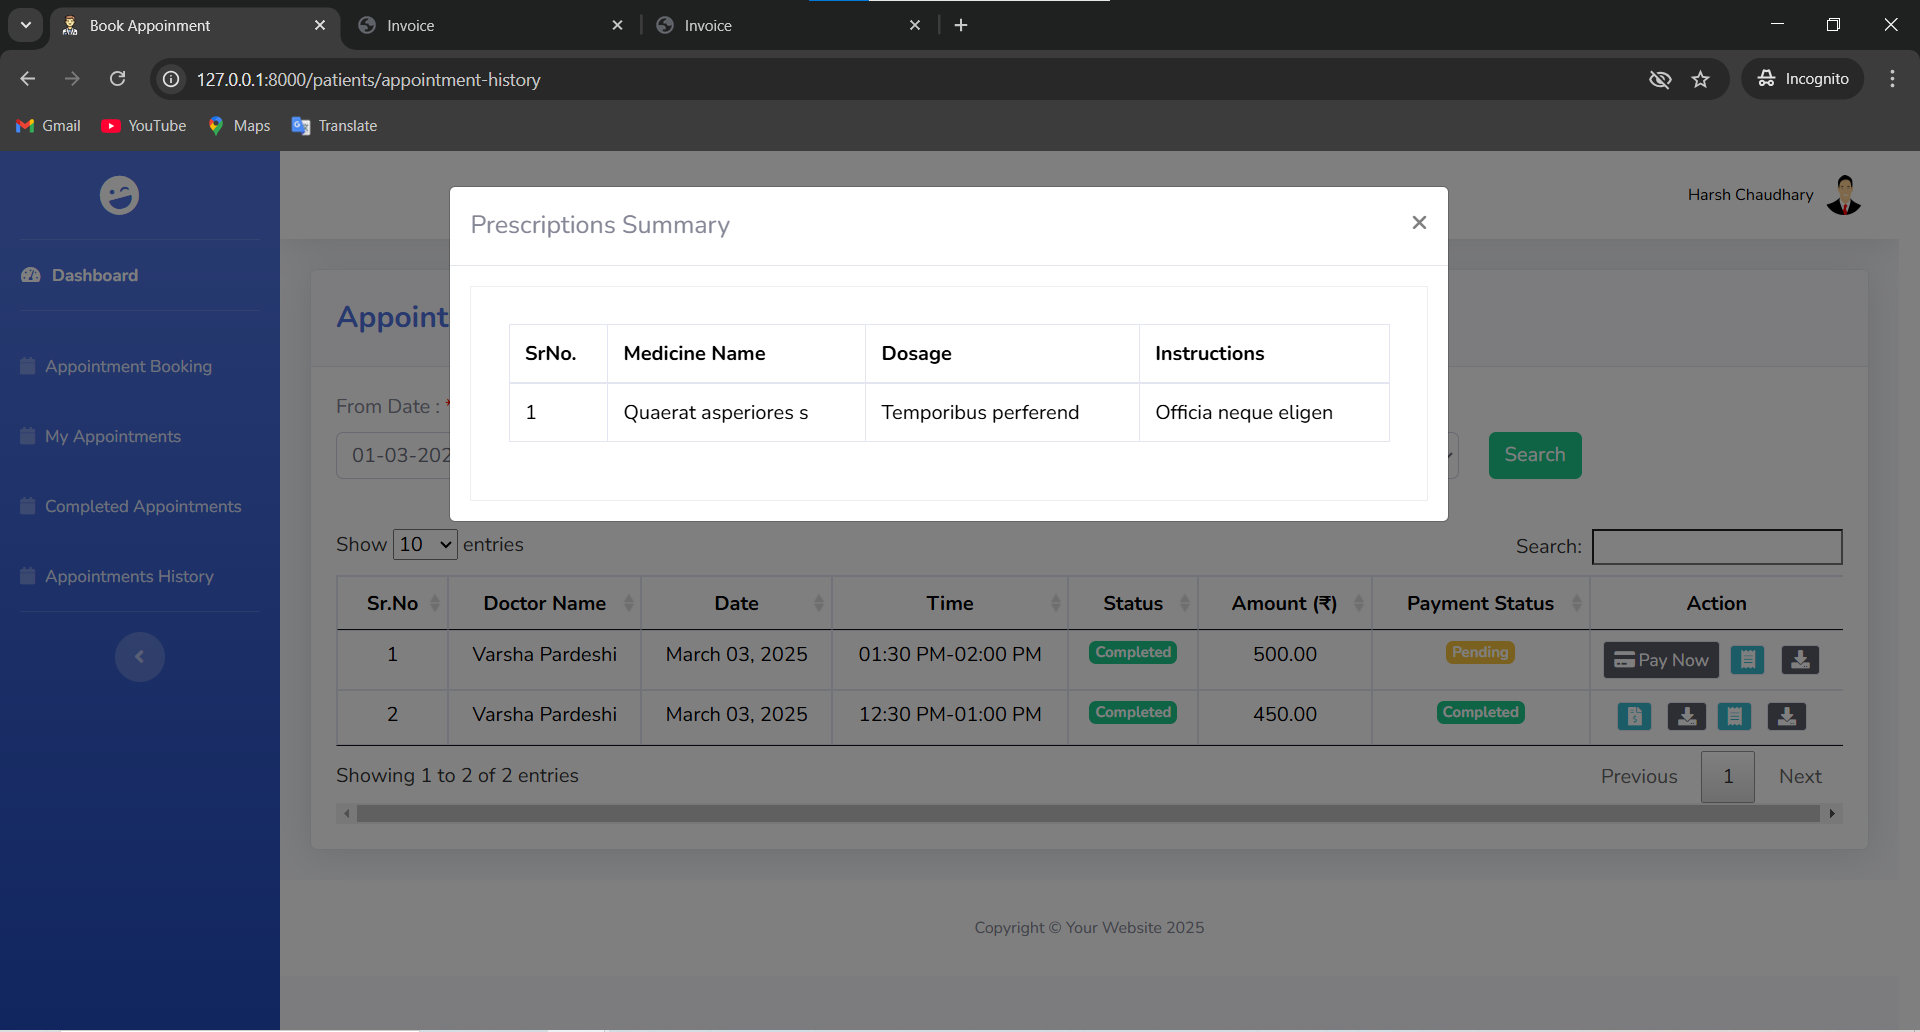 Book Appoinment
Invoice
Invoice
127.0.0.1:8000/patients/appointment-history
Incognito
Gmail
YouTube
Maps
Translate
Harsh Chaudhary
Prescriptions Summary
Dashboard
Appoint
SrNo. Medicine Name Dosage Instructions
1 Quaerat asperiores s Temporibus perferend Officia neque eligen
Appointment Booking
From Date : *
My Appointments
01-03-202
Search
Completed Appointments
Show 10 entries
Search:
Appointments History
Sr.No Doctor Name Date Time Status Amount (₹) Payment Status Action
1 Varsha Pardeshi March 03, 2025 01:30 PM-02:00 PM Completed 500.00 Pending Pay Now
2 Varsha Pardeshi March 03, 2025 12:30 PM-01:00 PM Completed 450.00 Completed
Showing 1 to 2 of 2 entries
Previous 1 Next
Copyright © Your Website 2025